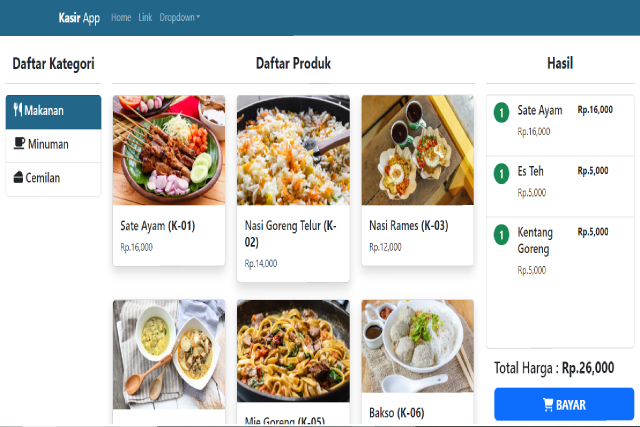 Kasir App Home Link Dropdown
Daftar Kategori
Makanan
Minuman
Cemilan
Daftar Produk
Sate Ayam (K-01)
Rp.16,000
Nasi Goreng Telur (K-
02)
Rp.14,000
Nasi Rames (K-03)
Rp.12,000
Mie Goreng (K-05)
Bakso (K-06)
Hasil
1 Sate Ayam Rp.16,000
Rp.16,000
1 Es Teh Rp.5,000
Rp.5,000
1 Kentang Rp.5,000
Goreng
Rp.5,000
Total Harga : Rp.26,000
BAYAR